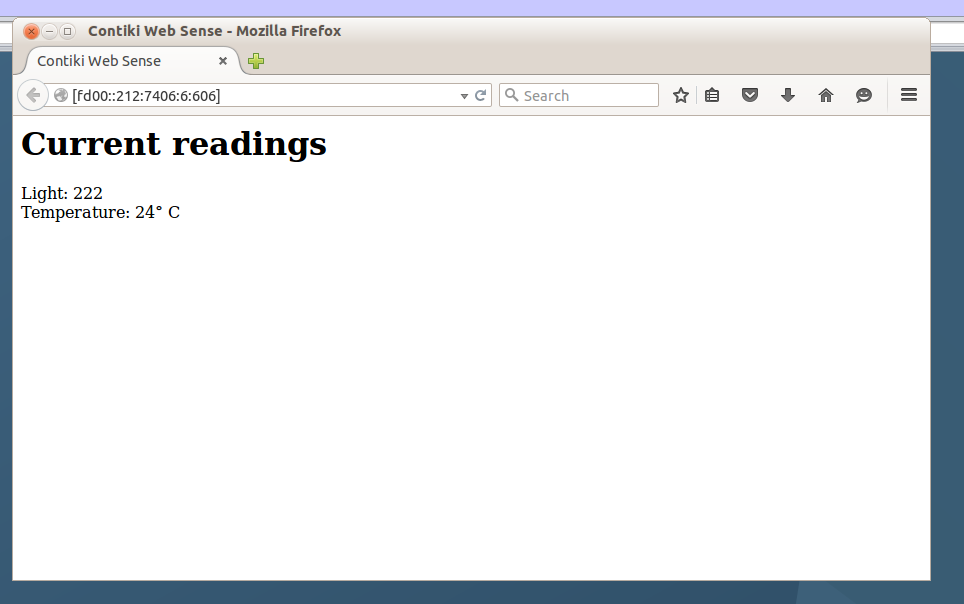 Contiki Web Sense - Mozilla Firefox
Contiki Web Sense
[fd00::212:7406:6:606]
Search
Current readings
Light: 222
Temperature: 24° C